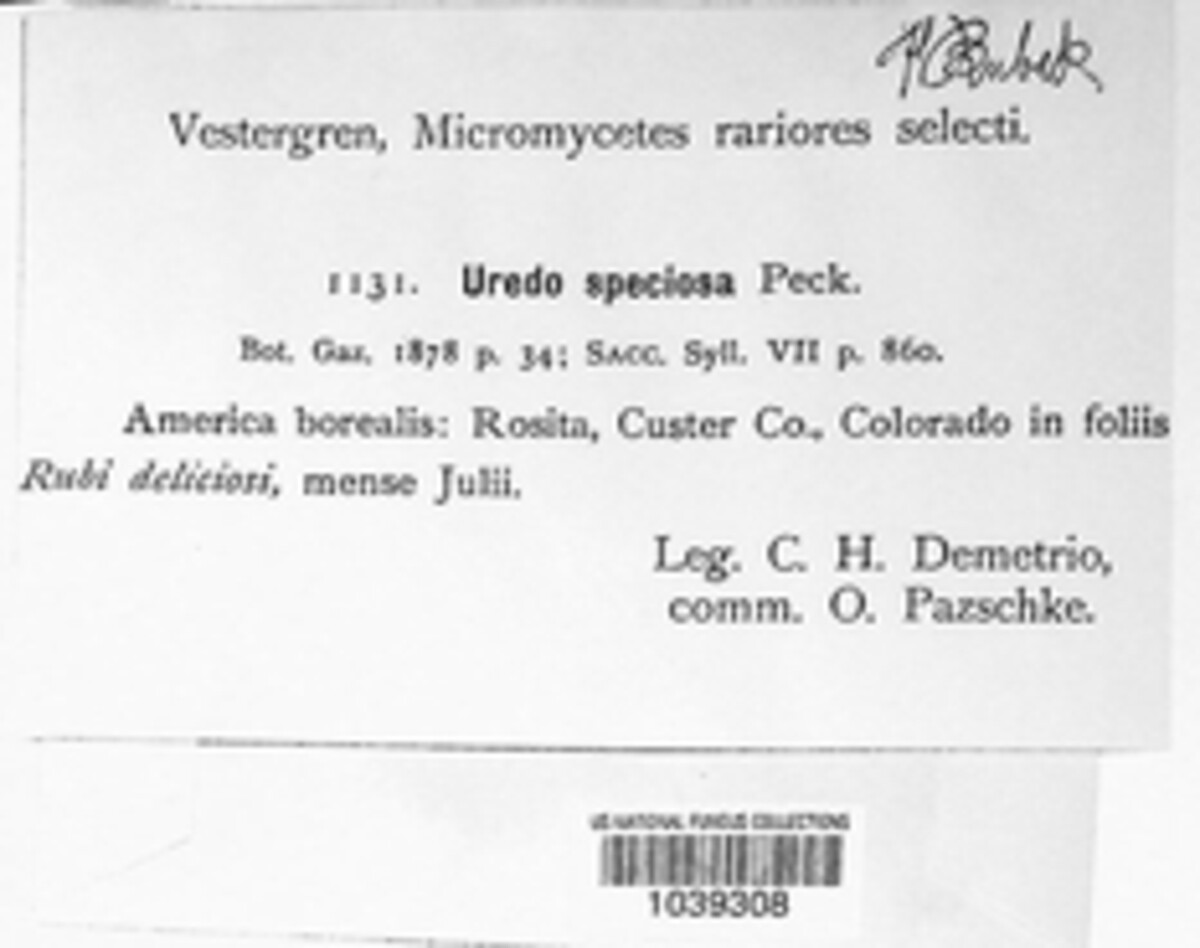 Bubak
Vestergren, Micromycetes rariores selecti.
1131. Uredo speciosa Peck.
Bot. Gaz. 1878 p. 34; SACC. Syll. VII p. 860.
America borealis: Rosita, Custer Co., Colorado in foliis
Rubi deliciosi, mense Julii.
Leg. C. H. Demetrio,
comm. O. Pazschke.
US NATIONAL FUNGUS COLLECTIONS
1039308